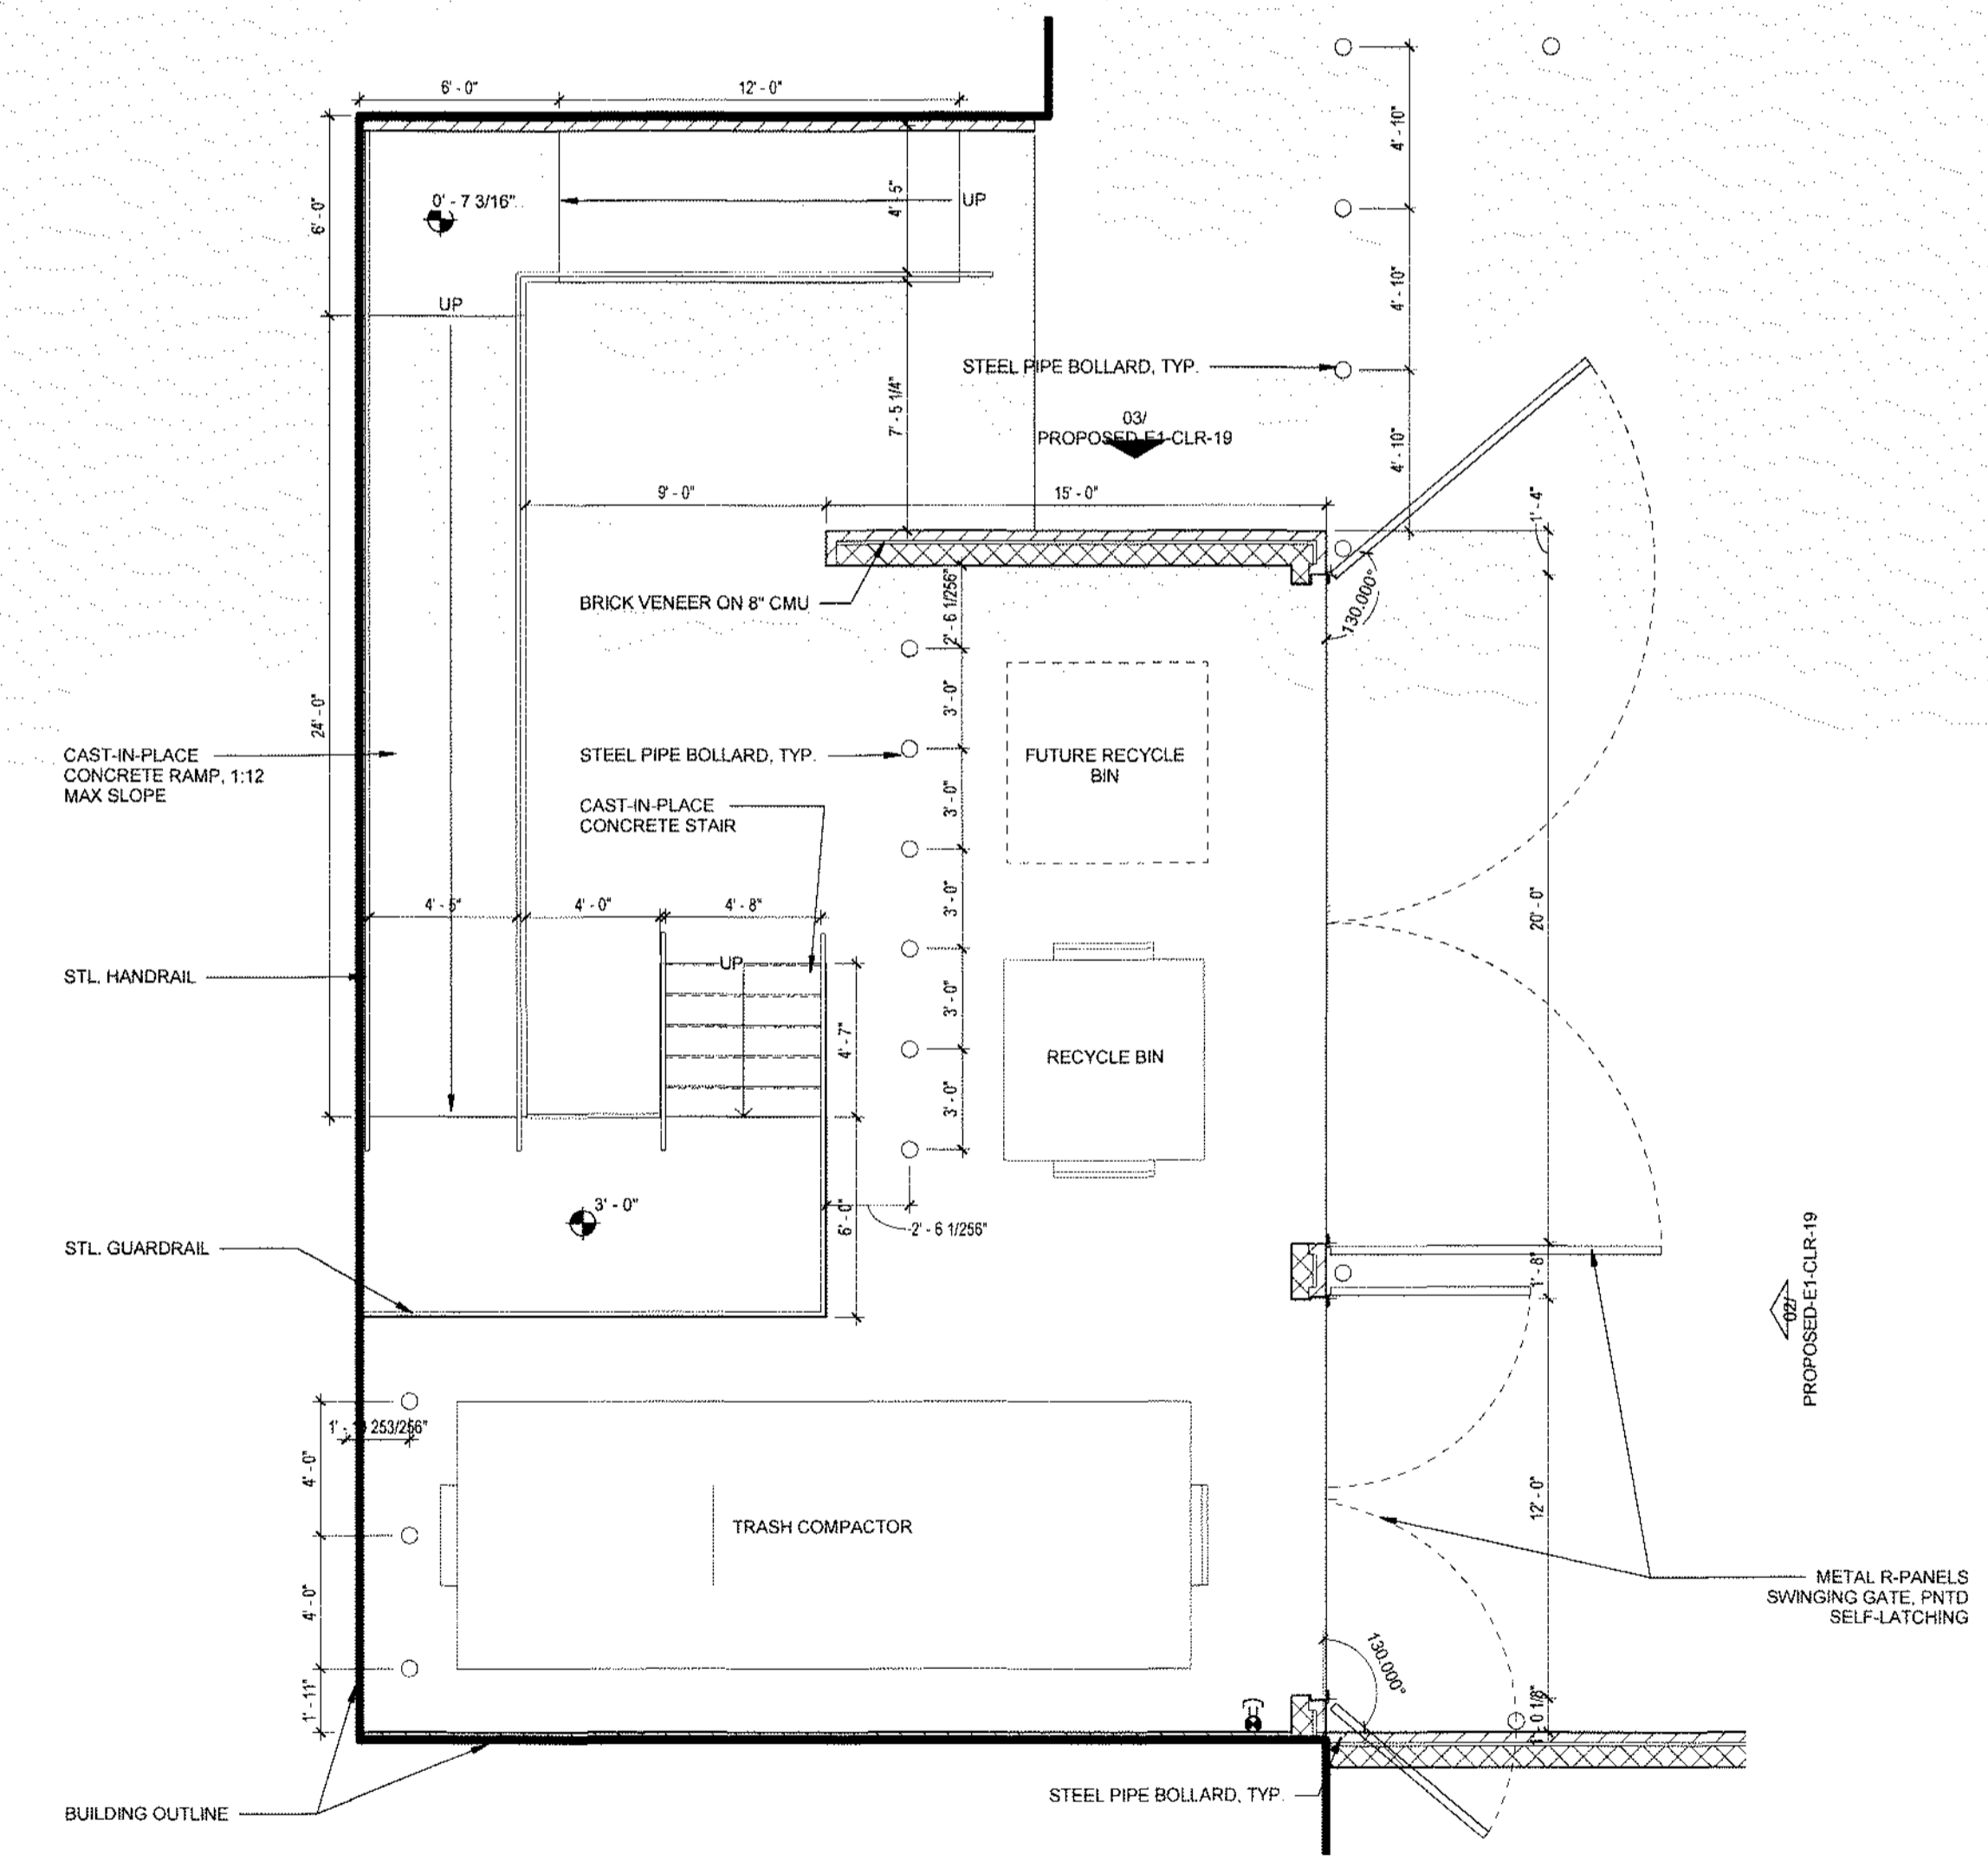 6' - 0"
12' - 0"
4' - 10"
4' - 10"
4' - 10"
6' - 0"
0' - 7 3/16"
4' - 5"
UP
UP
7' - 5 1/4"
STEEL PIPE BOLLARD, TYP.
03/
PROPOSED-E1-CLR-19
9' - 0"
15' - 0"
1' - 4"
130.000°
BRICK VENEER ON 8" CMU
2' - 6 1/256"
3' - 0"
3' - 0"
3' - 0"
3' - 0"
3' - 0"
24' - 0"
CAST-IN-PLACE
CONCRETE RAMP, 1:12
MAX SLOPE
STEEL PIPE BOLLARD, TYP.
FUTURE RECYCLE
BIN
CAST-IN-PLACE
CONCRETE STAIR
4' - 5"
4' - 0"
4' - 8"
20' - 0"
UP
STL. HANDRAIL
4' - 7"
RECYCLE BIN
3' - 0"
6' - 0"
2' - 6 1/256"
STL. GUARDRAIL
1' - 8"
02/
PROPOSED-E1-CLR-19
253/256"
4' - 0"
4' - 0"
1' - 11"
TRASH COMPACTOR
12' - 0"
METAL R-PANELS
SWINGING GATE, PNTD
SELF-LATCHING
130.000°
1' - 0 1/8"
STEEL PIPE BOLLARD, TYP.
BUILDING OUTLINE